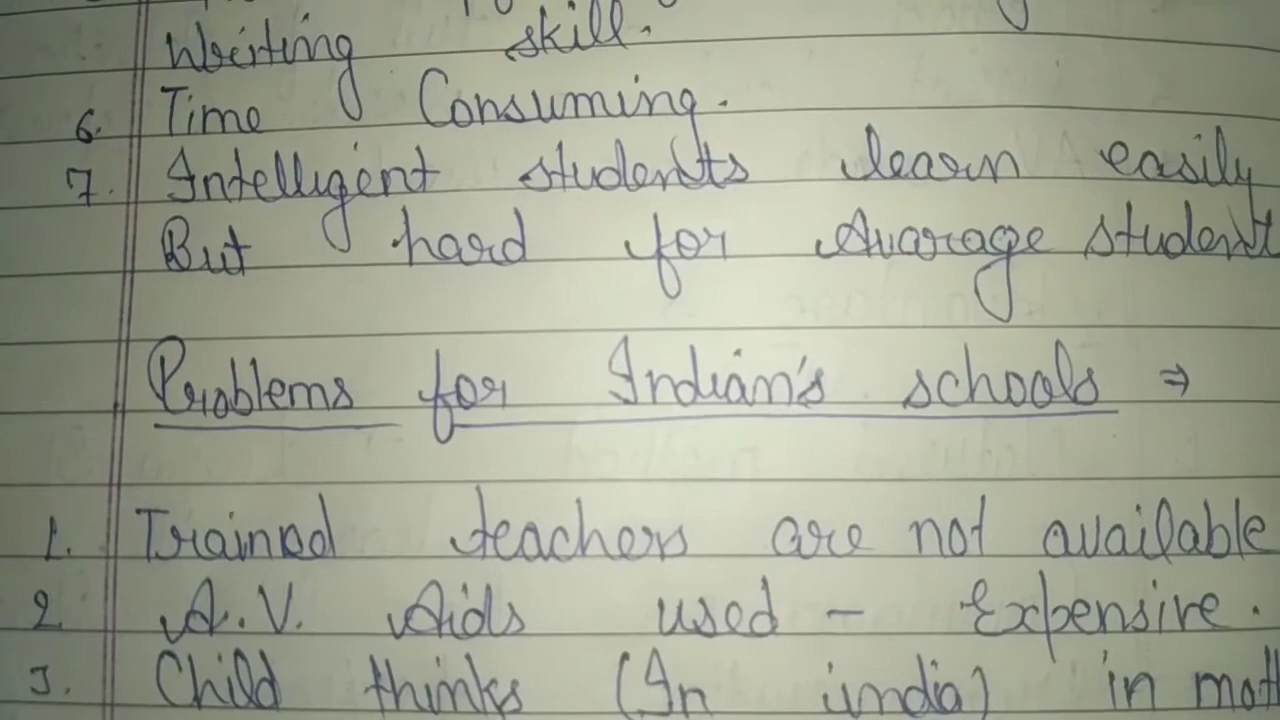 Writing skill.
6. Time Consuming.
7. Intelligent students learn easily
But hard for Avarage student
Problems for Indian's schools ⇒
1. Trained teachers are not available
2 A.V. Aids used - Expensive.
3. Child thinks (In india) in